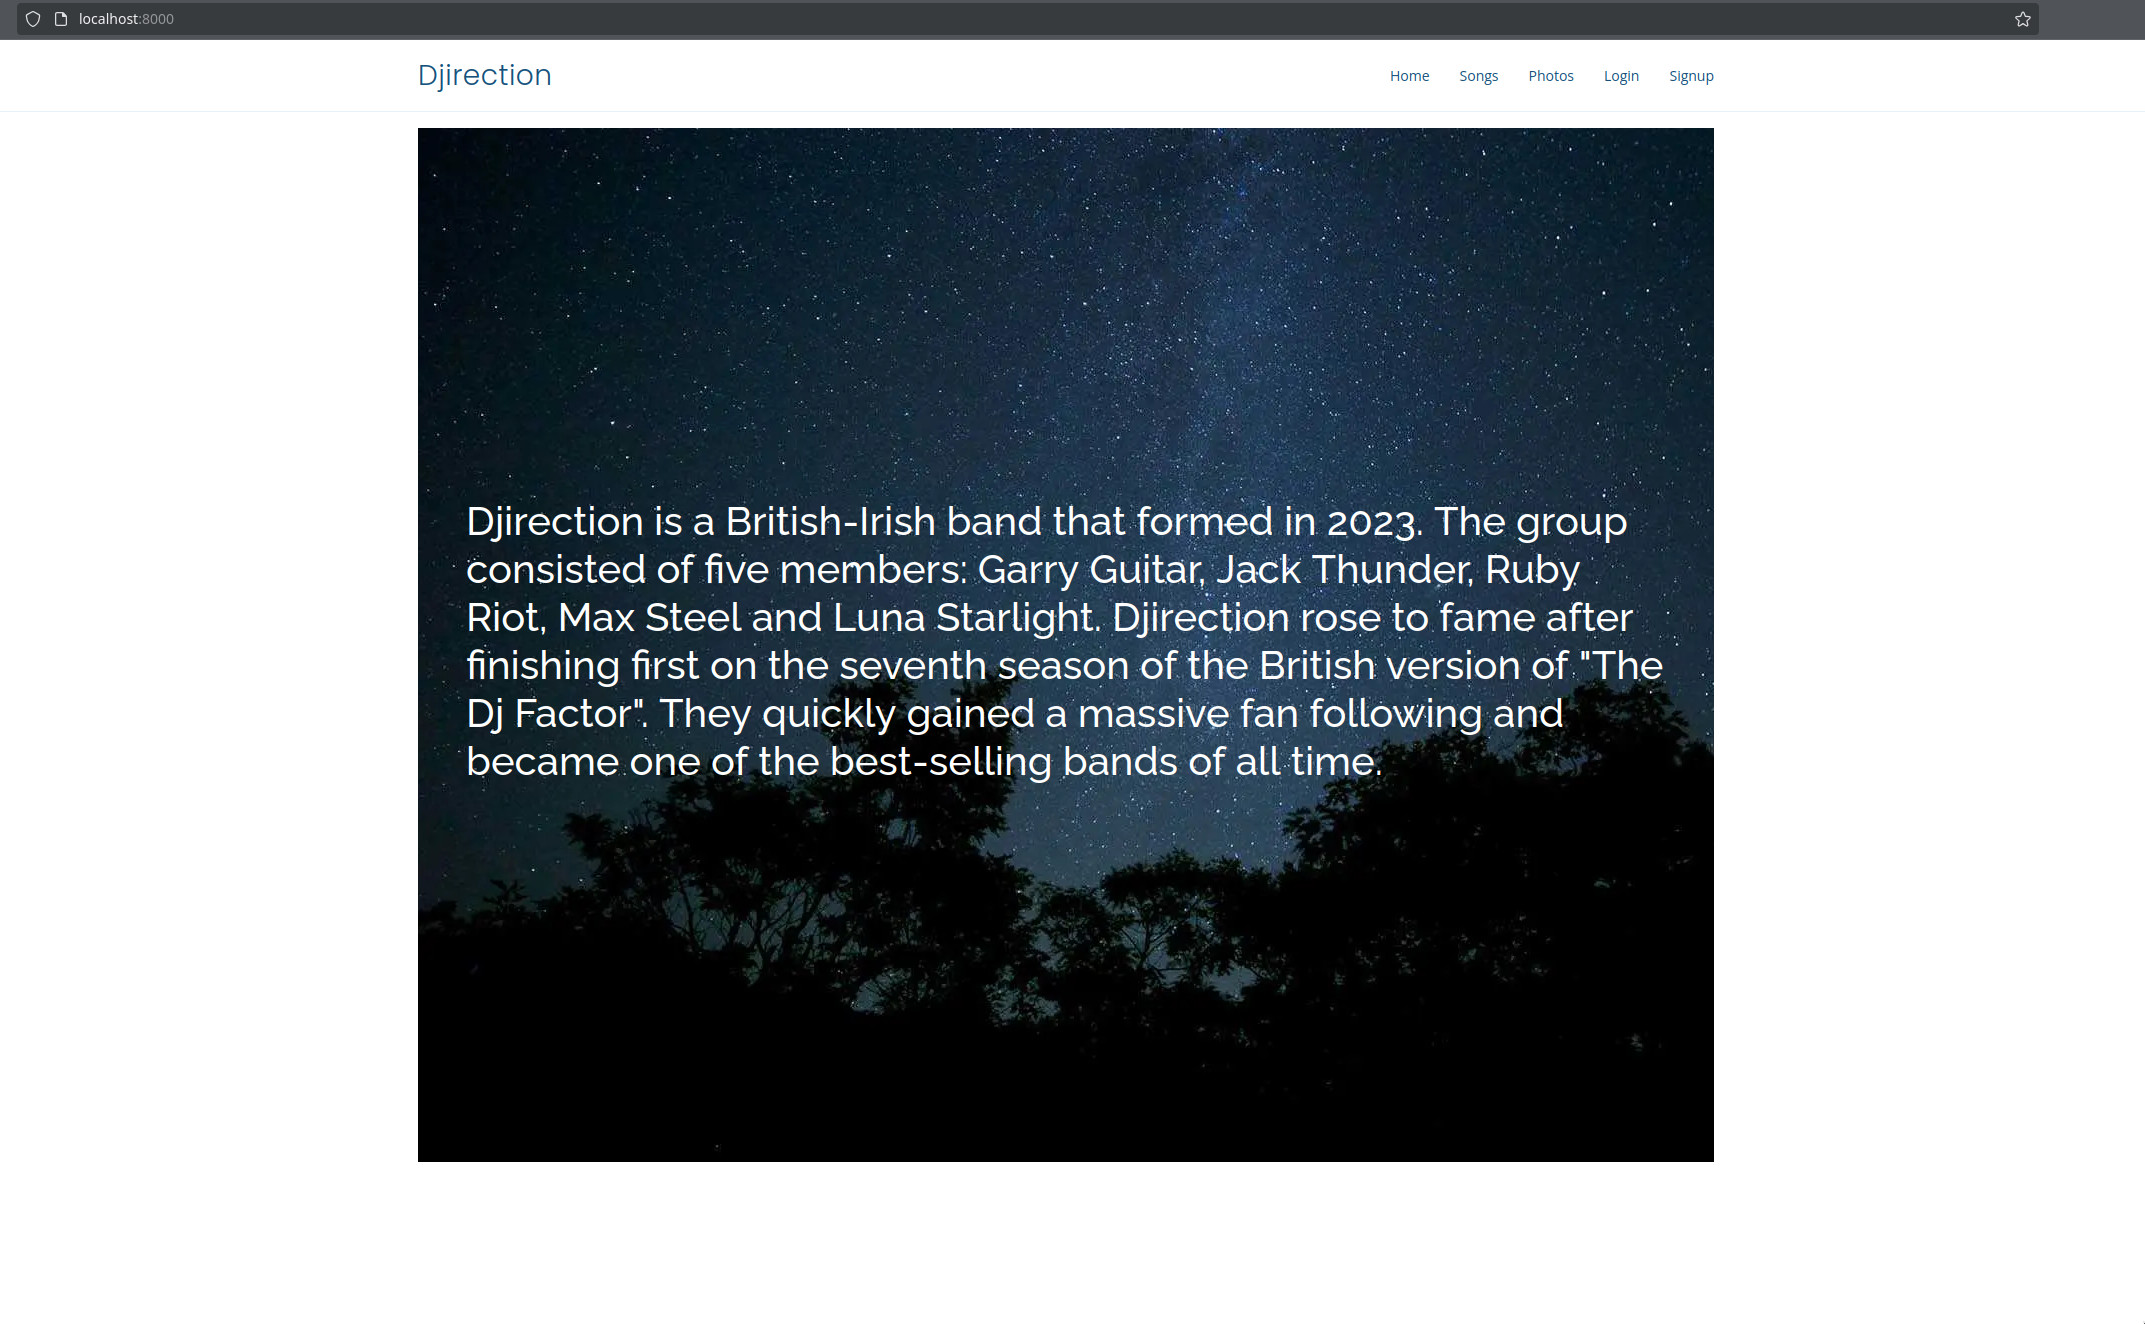 localhost:8000
Djirection
Home Songs Photos Login Signup
Djirection is a British-Irish band that formed in 2023. The group
consisted of five members: Garry Guitar, Jack Thunder, Ruby
Riot, Max Steel and Luna Starlight. Djirection rose to fame after
finishing first on the seventh season of the British version of "The
Dj Factor". They quickly gained a massive fan following and
became one of the best-selling bands of all time.